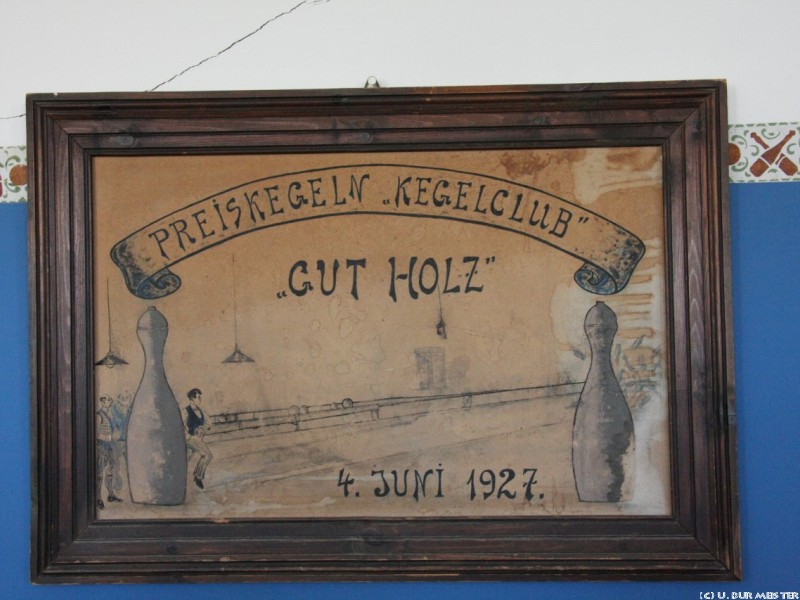 PREISKEGELN „KEGELCLUB”
„GUT HOLZ”
4. JUNI 1927.
(C) U. BURMEISTER